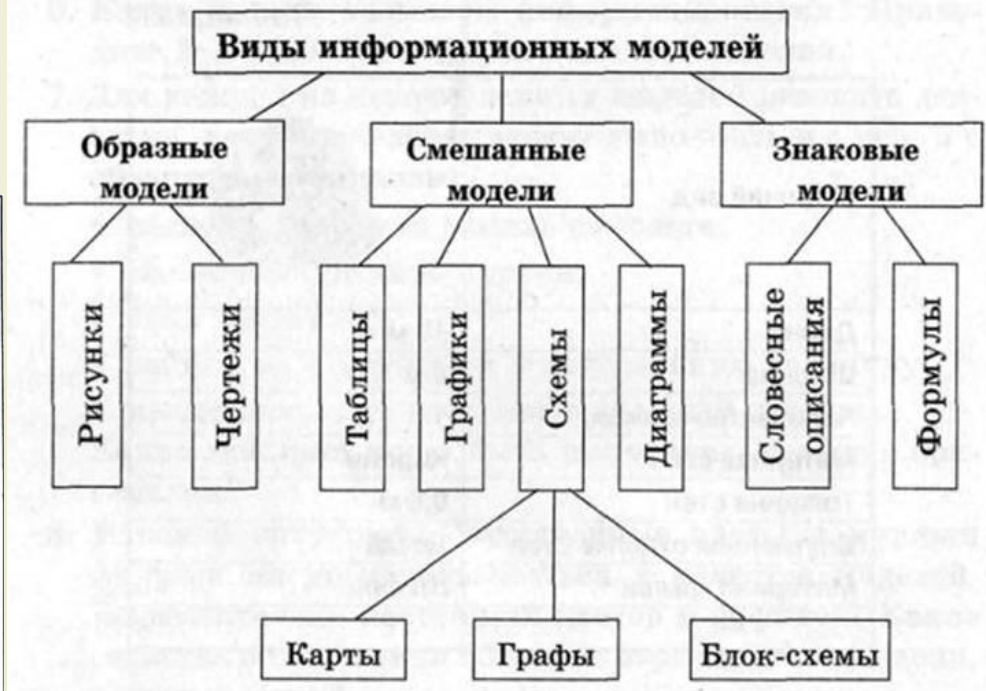 Виды информационных моделей
Образные
модели
Смешанные
модели
Знаковые
модели
Рисунки
Чертежи
Таблицы
Графики
Схемы
Диаграммы
Словесные
описания
Формулы
Карты
Графы
Блок-схемы